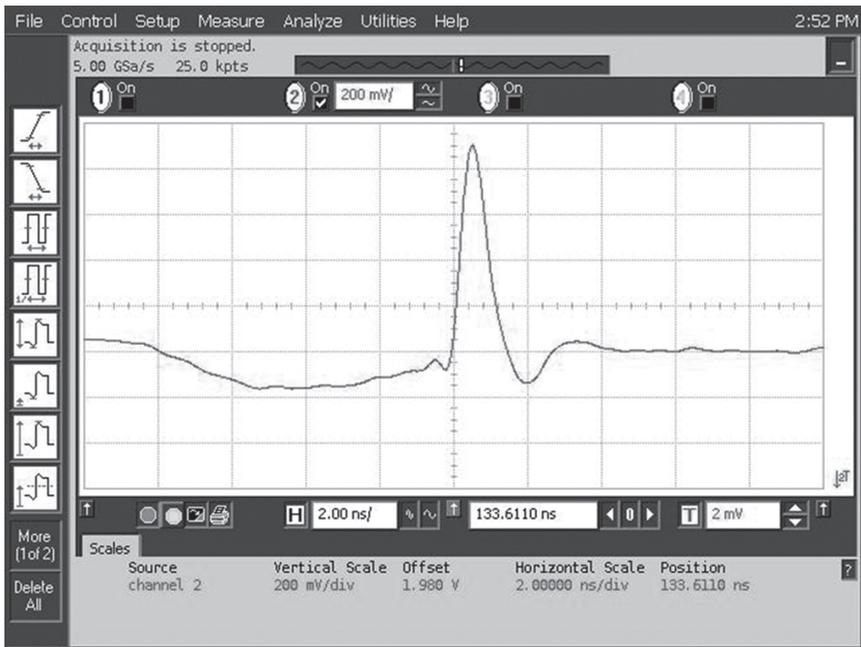 File Control Setup Measure Analyze Utilities Help 2:52 PM
Acquisition is stopped.
5.00 GSa/s 25.0 kpts
1 On 2 On 200 mV/ 3 On 4 On
H 2.00 ns/ 133.6110 ns 0 T 2 mV
More
(1of 2)
Delete
All
Scales
Source Vertical Scale Offset Horizontal Scale Position
channel 2 200 mV/div 1.980 V 2.00000 ns/div 133.6110 ns
?